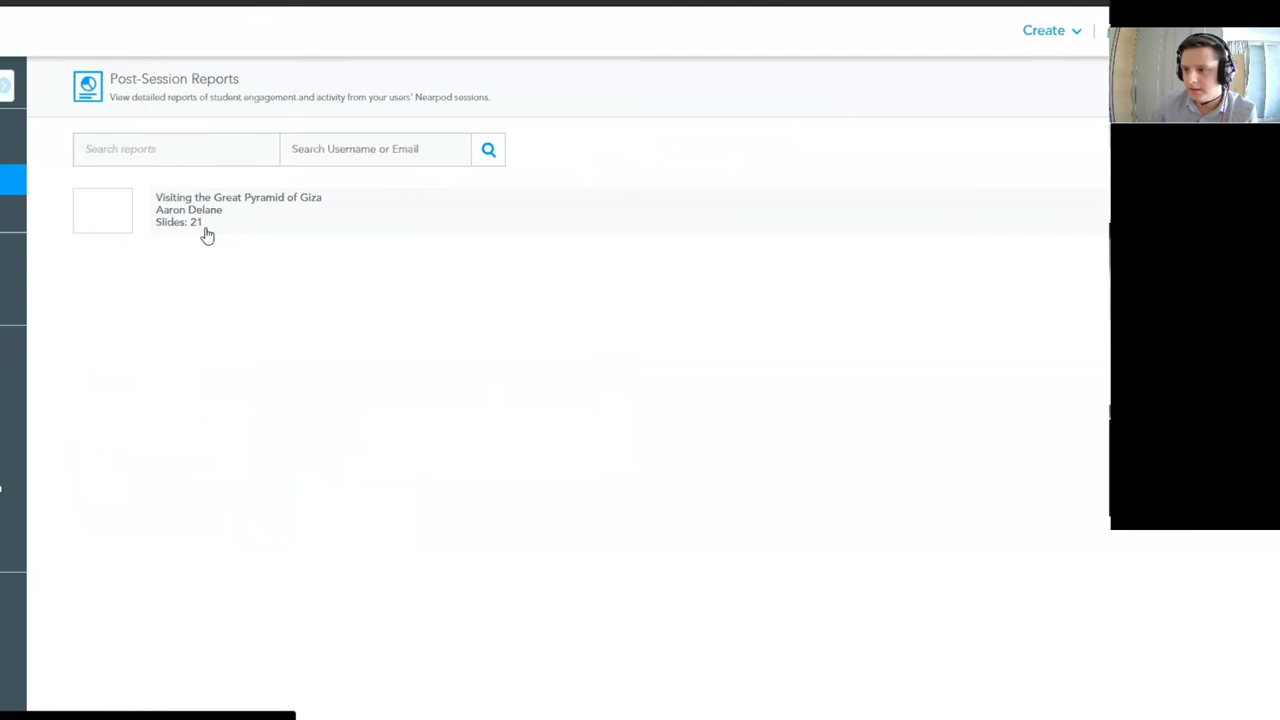 Create
Post-Session Reports
View detailed reports of student engagement and activity from your users' Nearpod sessions.
Search reports
Search Username or Email
Visiting the Great Pyramid of Giza
Aaron Delane
Slides: 21